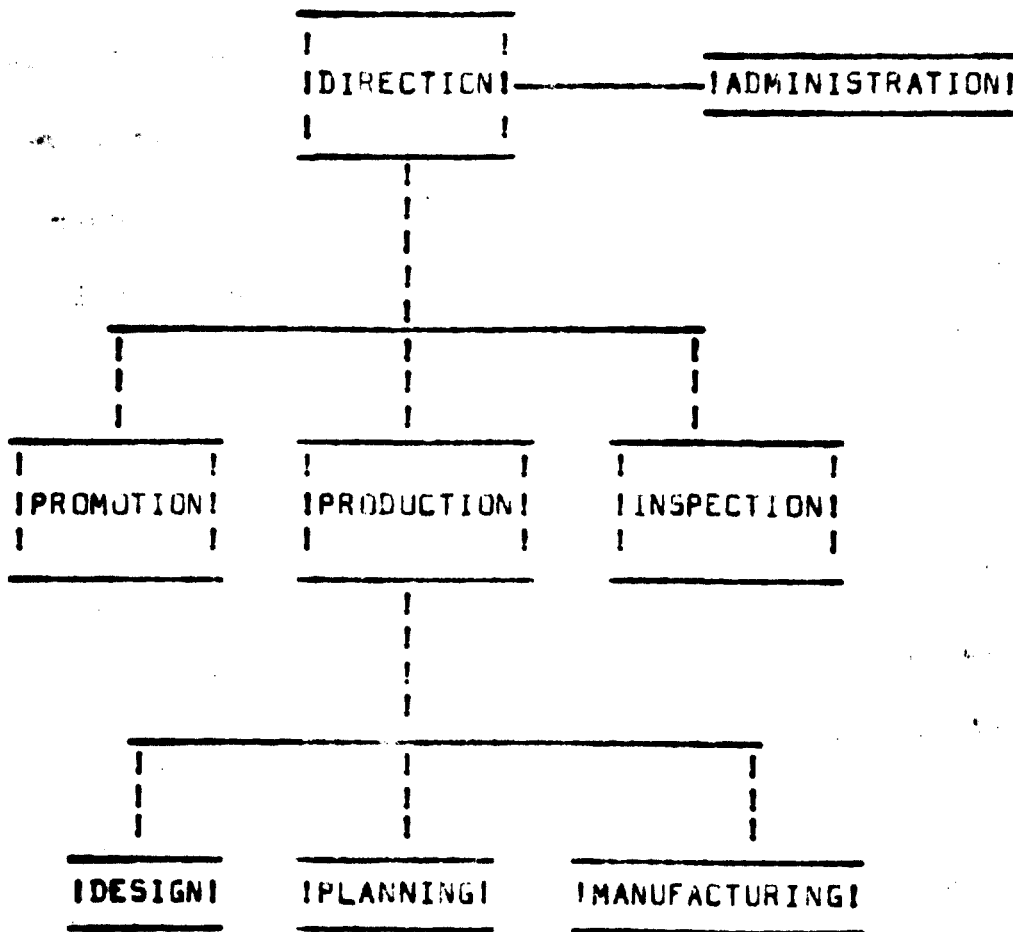 DIRECTION ADMINISTRATION
PROMOTION PRODUCTION INSPECTION
DESIGN PLANNING MANUFACTURING